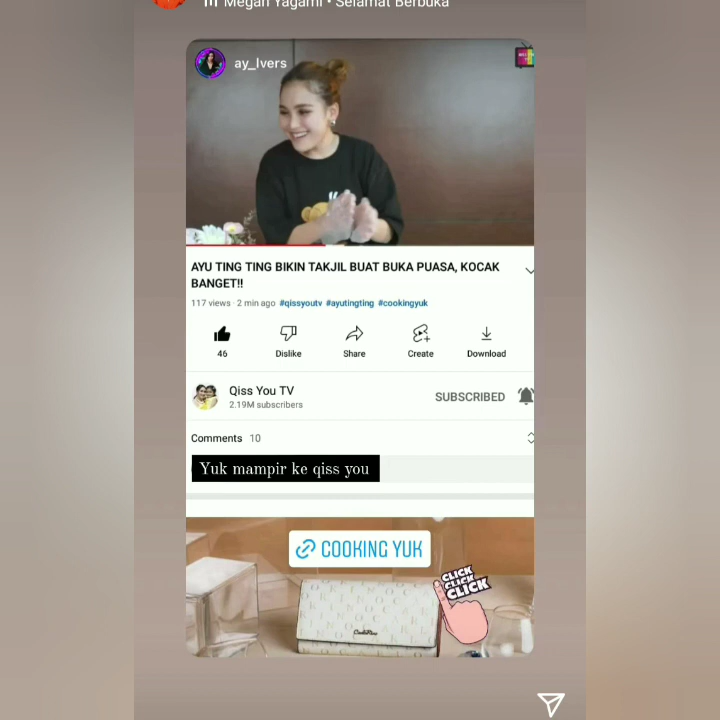 Megan Yagami • Selamat Berbuka
ay_lvers
AYU TING TING BIKIN TAKJIL BUAT BUKA PUASA, KOCAK
BANGET!!
117 views · 2 min ago #qissyoutv #ayutingting #cookingyuk
46 Dislike Share Create Download
Qiss You TV
2.19M subscribers
SUBSCRIBED
Comments 10
Yuk mampir ke qiss you
COOKING YUK
CLICK
CLICK
CLICK